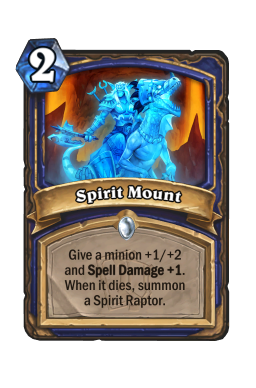 2
Spirit Mount
Give a minion +1/+2
and Spell Damage +1.
When it dies, summon
a Spirit Raptor.